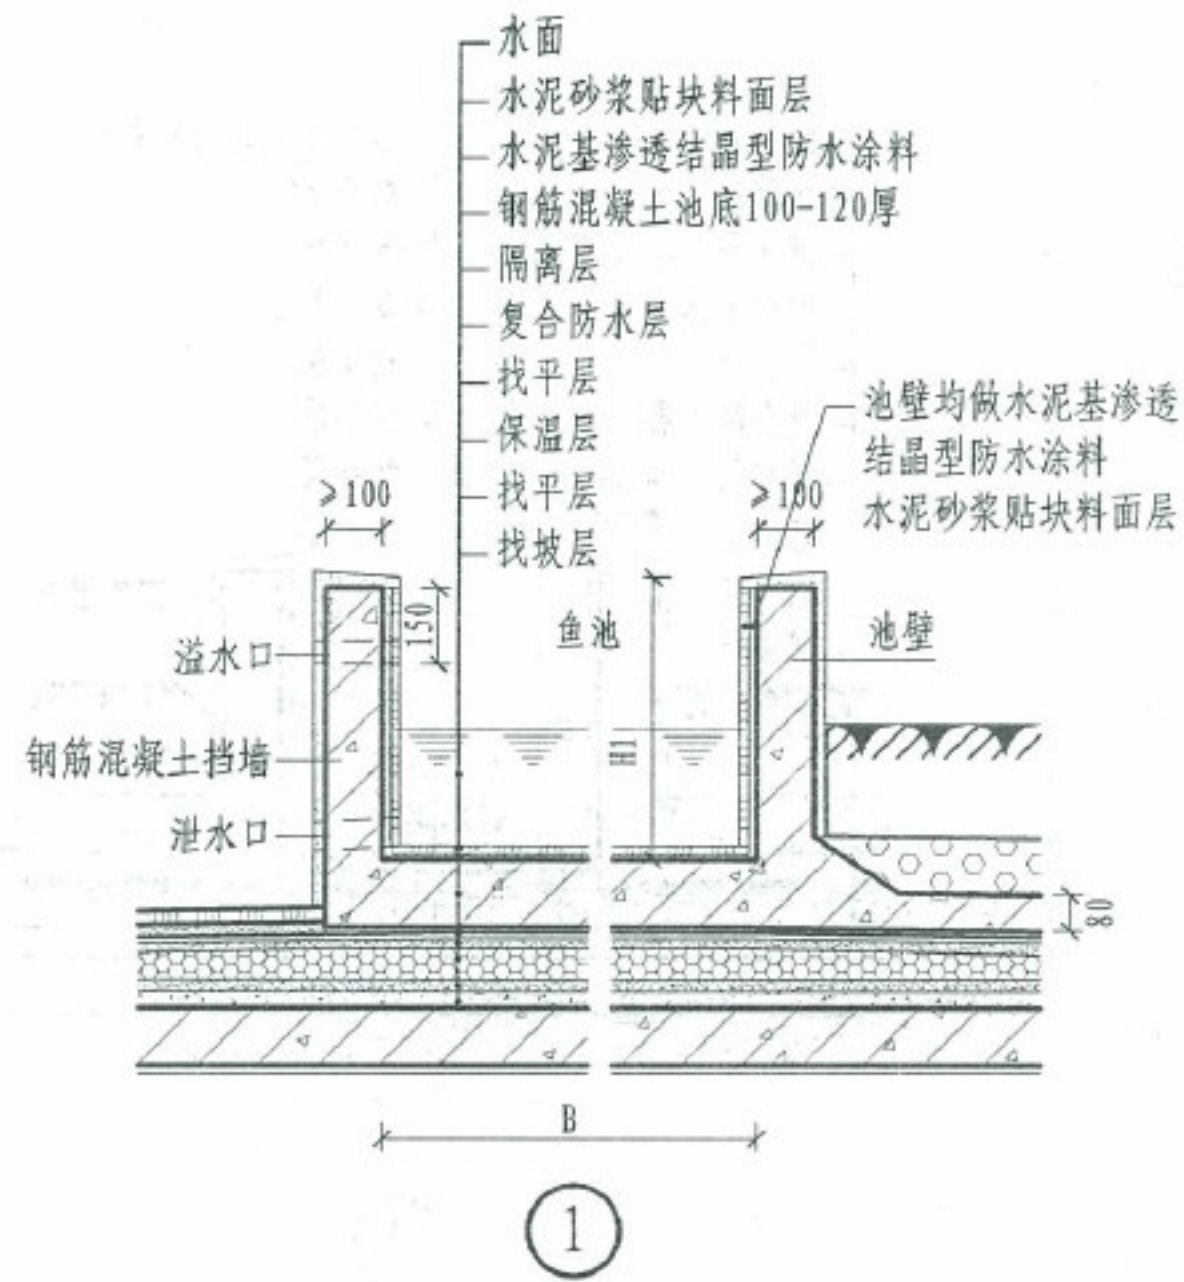 水面
水泥砂浆贴块料面层
水泥基渗透结晶型防水涂料
钢筋混凝土池底100-120厚
隔离层
复合防水层
找平层
保温层
找平层
找坡层
池壁均做水泥基渗透
结晶型防水涂料
水泥砂浆贴块料面层
≥100
≥100
150
鱼池
池壁
溢水口
钢筋混凝土挡墙
H1
泄水口
80
B
1